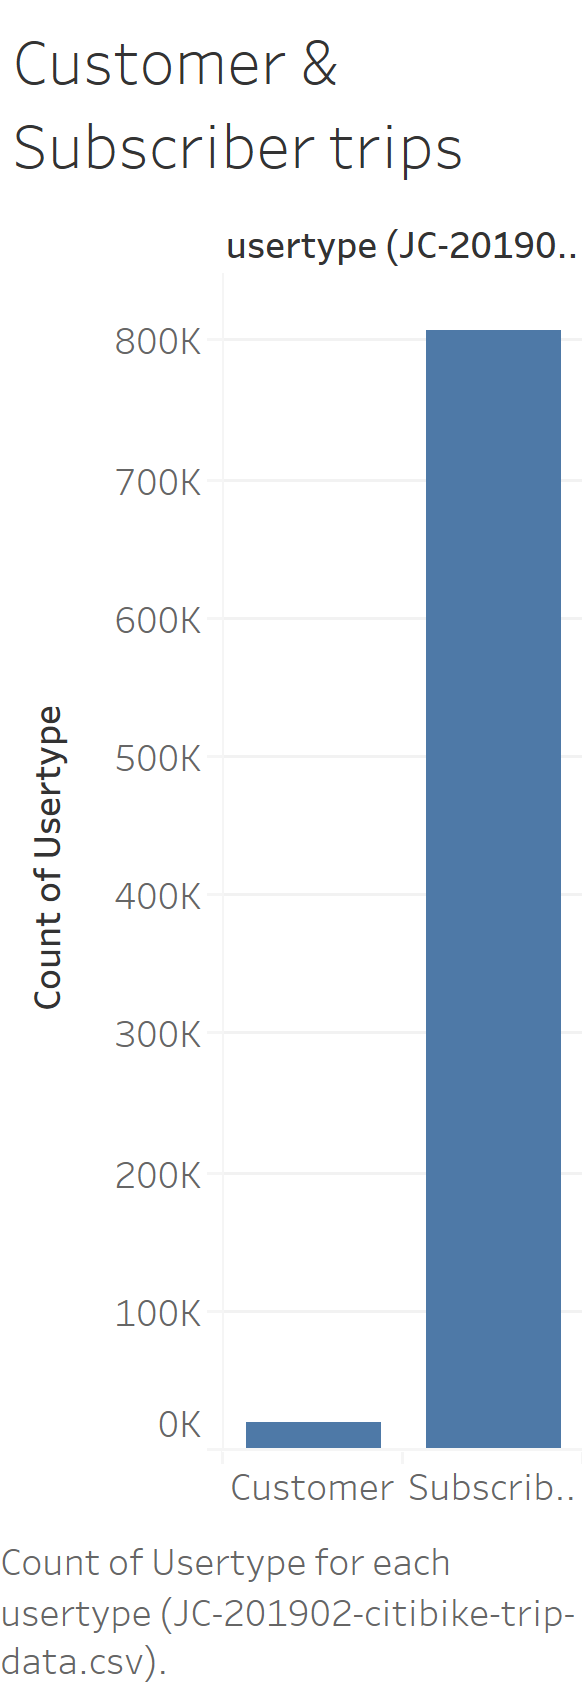 Customer &
Subscriber trips
usertype (JC-20190..
800K
700K
600K
500K
400K
300K
200K
100K
0K
Count of Usertype
Customer Subscrib..
Count of Usertype for each
usertype (JC-201902-citibike-trip-
data.csv).